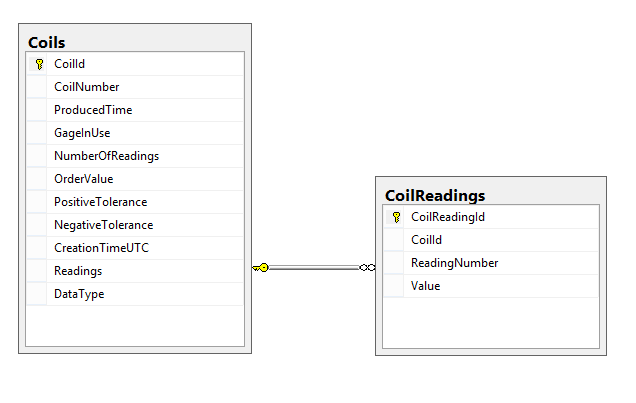 Coils
CoilId
CoilNumber
ProducedTime
GageInUse
NumberOfReadings
OrderValue
PositiveTolerance
NegativeTolerance
CreationTimeUTC
Readings
DataType
CoilReadings
CoilReadingId
CoilId
ReadingNumber
Value